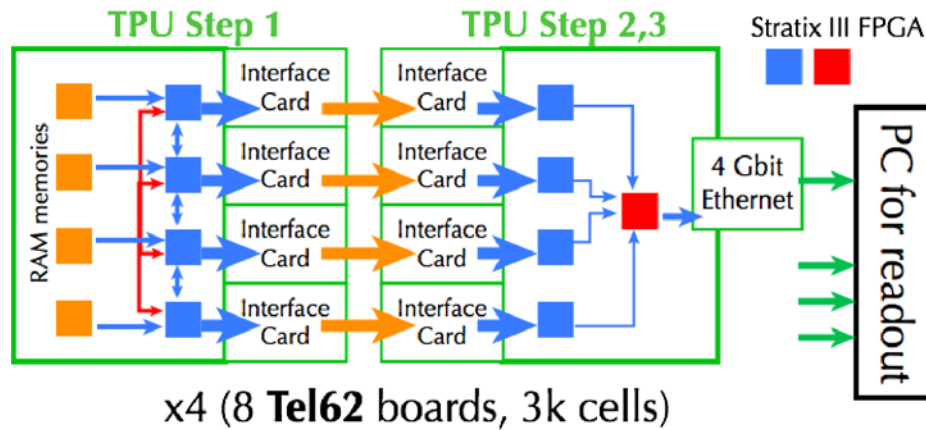 TPU Step 1
TPU Step 2,3
Stratix III FPGA
RAM memories
Interface
Card
Interface
Card
Interface
Card
Interface
Card
Interface
Card
Interface
Card
Interface
Card
Interface
Card
4 Gbit
Ethernet
PC for readout
x4 (8 Tel62 boards, 3k cells)